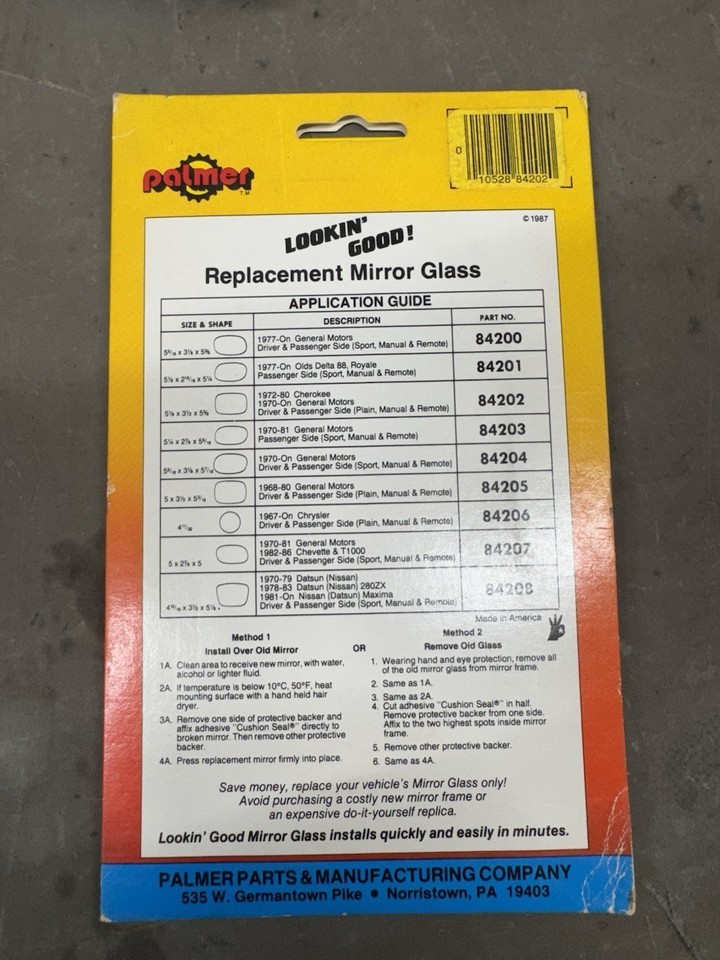 palmer
TM
0 10528 84202
© 1987
LOOKIN'
GOOD!
Replacement Mirror Glass
APPLICATION GUIDE
SIZE & SHAPE DESCRIPTION PART NO.
1977-On General Motors
Driver & Passenger Side (Sport, Manual & Remote)
84200
1977-On Olds Delta 88, Royale
Passenger Side (Sport, Manual & Remote)
84201
1972-80 Cherokee
1970-On General Motors
Driver & Passenger Side (Plain, Manual & Remote)
84202
1970-81 General Motors
Passenger Side (Sport, Manual & Remote)
84203
1970-On General Motors
Driver & Passenger Side (Sport, Manual & Remote)
84204
1968-80 General Motors
Driver & Passenger Side (Plain, Manual & Remote)
84205
1967-On Chrysler
Driver & Passenger Side (Plain, Manual & Remote)
84206
5 x 2⅞ x 5
1970-81 General Motors
1982-86 Chevette & T1000
Driver & Passenger Side (Sport, Manual & Remote)
84207
1970-79 Datsun (Nissan)
1978-83 Datsun (Nissan) 280ZX
1981-On Nissan (Datsun) Maxima
Driver & Passenger Side (Sport, Manual & Remote)
84208
Made in America
Method 1
Install Over Old Mirror
1A. Clean area to receive new mirror, with water,
alcohol or lighter fluid.
2A. If temperature is below 10°C, 50°F, heat
mounting surface with a hand held hair
dryer.
3A. Remove one side of protective backer and
affix adhesive "Cushion Seal®" directly to
broken mirror. Then remove other protective
backer.
4A. Press replacement mirror firmly into place.
OR
Method 2
Remove Old Glass
1. Wearing hand and eye protection, remove all
of the old mirror glass from mirror frame.
2. Same as 1A.
3. Same as 2A.
4. Cut adhesive "Cushion Seal®" in half.
Remove protective backer from one side.
Affix to the two highest spots inside mirror
frame.
5. Remove other protective backer.
6. Same as 4A.
Save money, replace your vehicle's Mirror Glass only!
Avoid purchasing a costly new mirror frame or
an expensive do-it-yourself replica.
Lookin' Good Mirror Glass installs quickly and easily in minutes.
PALMER PARTS & MANUFACTURING COMPANY
535 W. Germantown Pike • Norristown, PA 19403